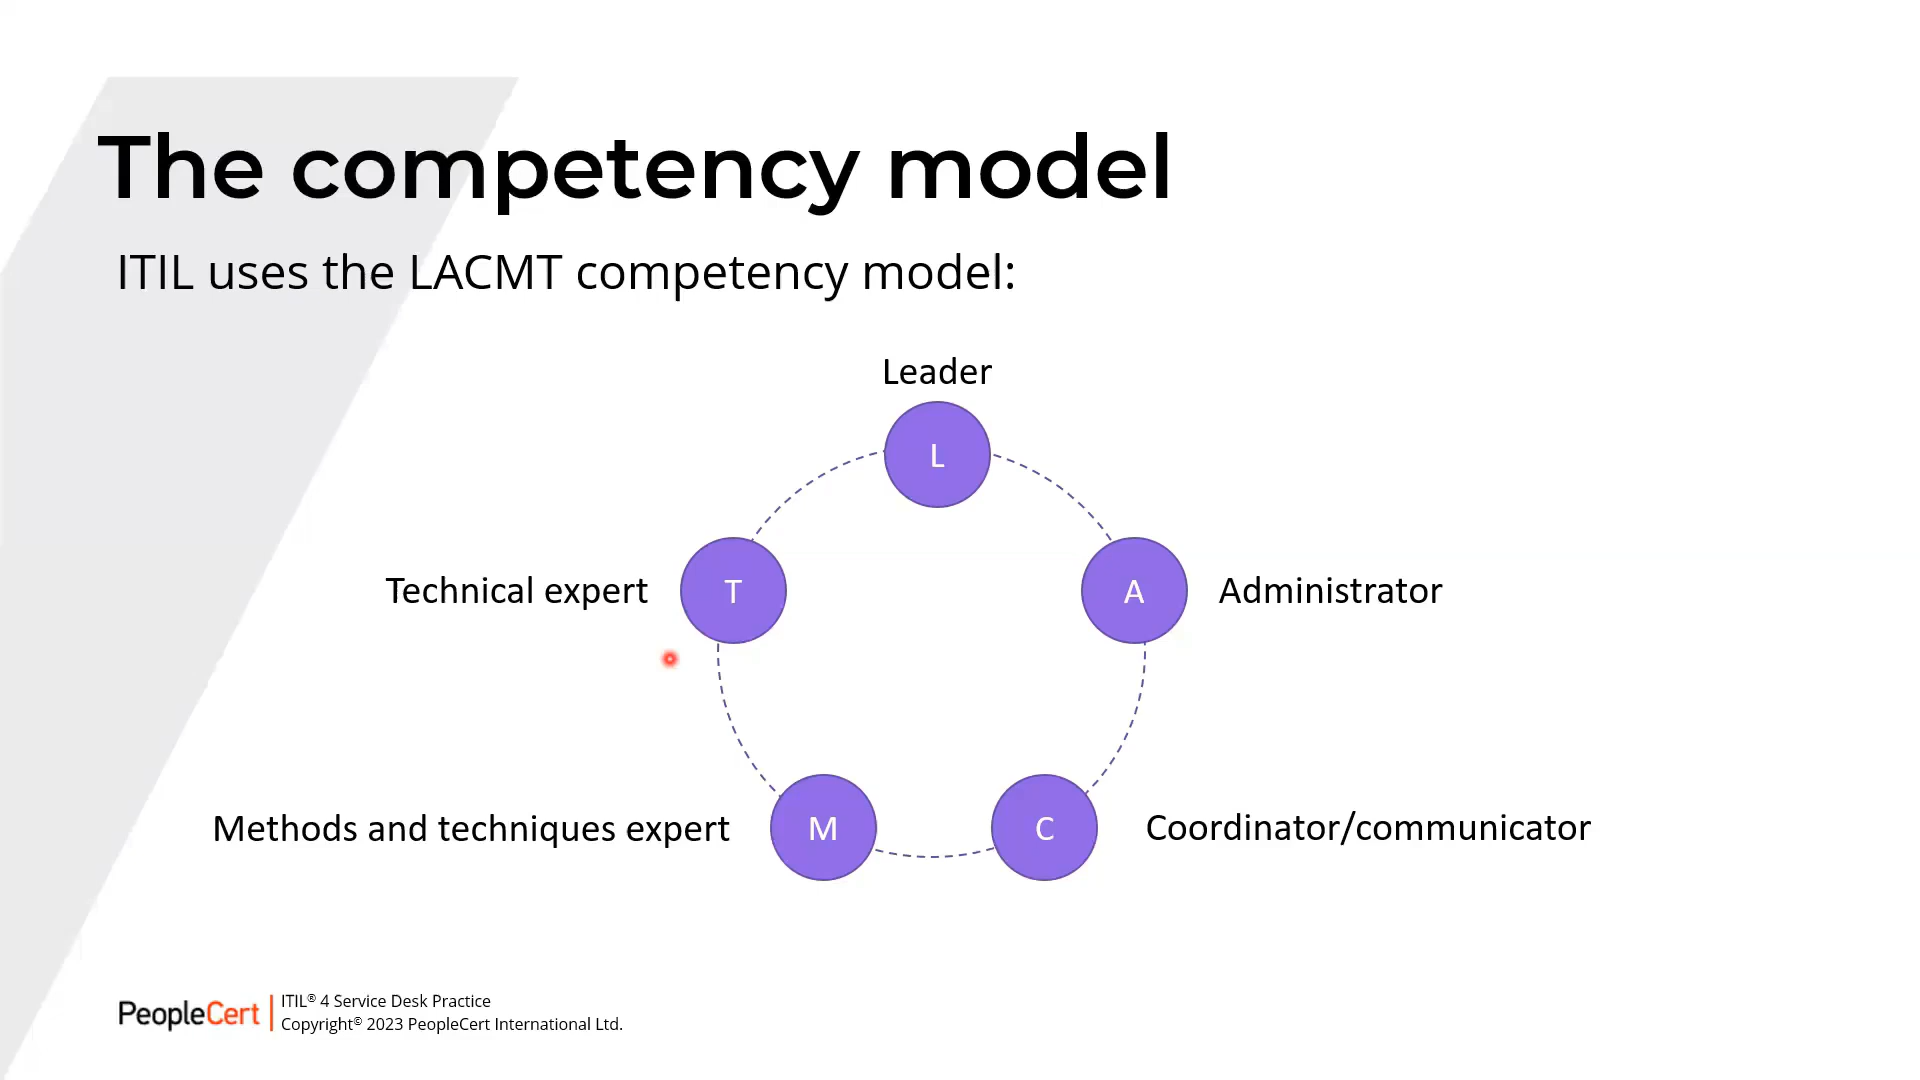 The competency model
ITIL uses the LACMT competency model:
Leader
L
Technical expert
T
A
Administrator
Methods and techniques expert
M
C
Coordinator/communicator
PeopleCert
ITIL® 4 Service Desk Practice
Copyright© 2023 PeopleCert International Ltd.